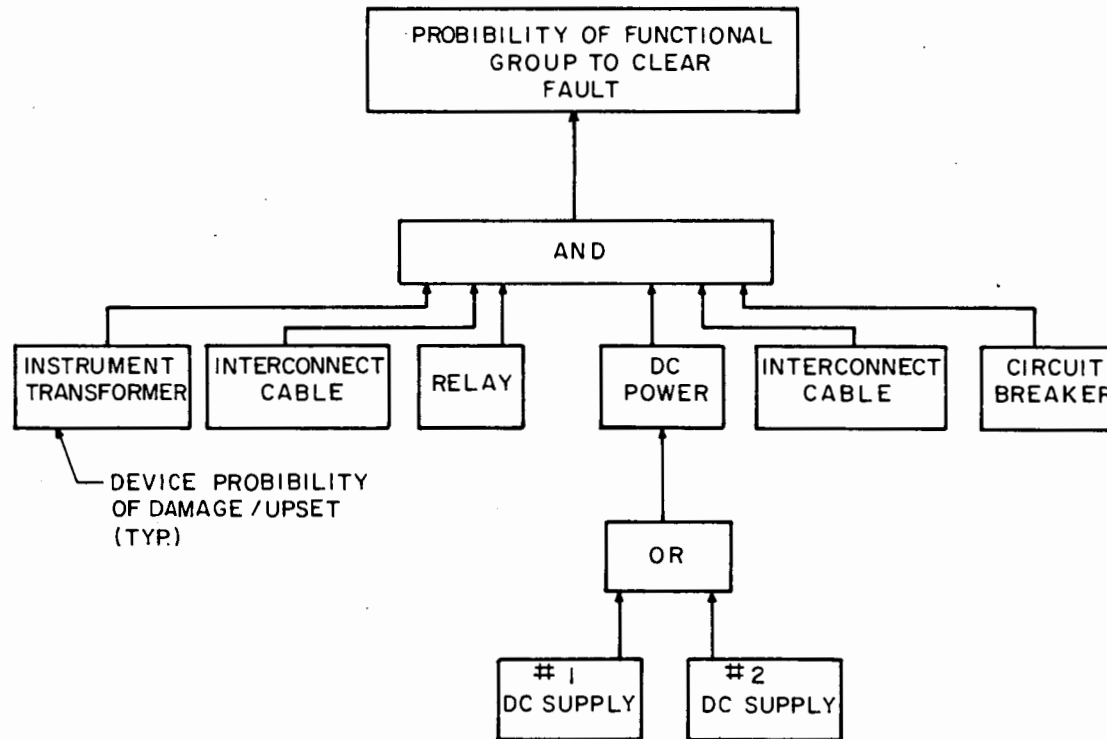 PROBIBILITY OF FUNCTIONAL
GROUP TO CLEAR
FAULT
AND
INSTRUMENT
TRANSFORMER
INTERCONNECT
CABLE
RELAY
DC
POWER
INTERCONNECT
CABLE
CIRCUIT
BREAKER
DEVICE PROBIBILITY
OF DAMAGE / UPSET
(TYP.)
OR
# 1
DC SUPPLY
# 2
DC SUPPLY